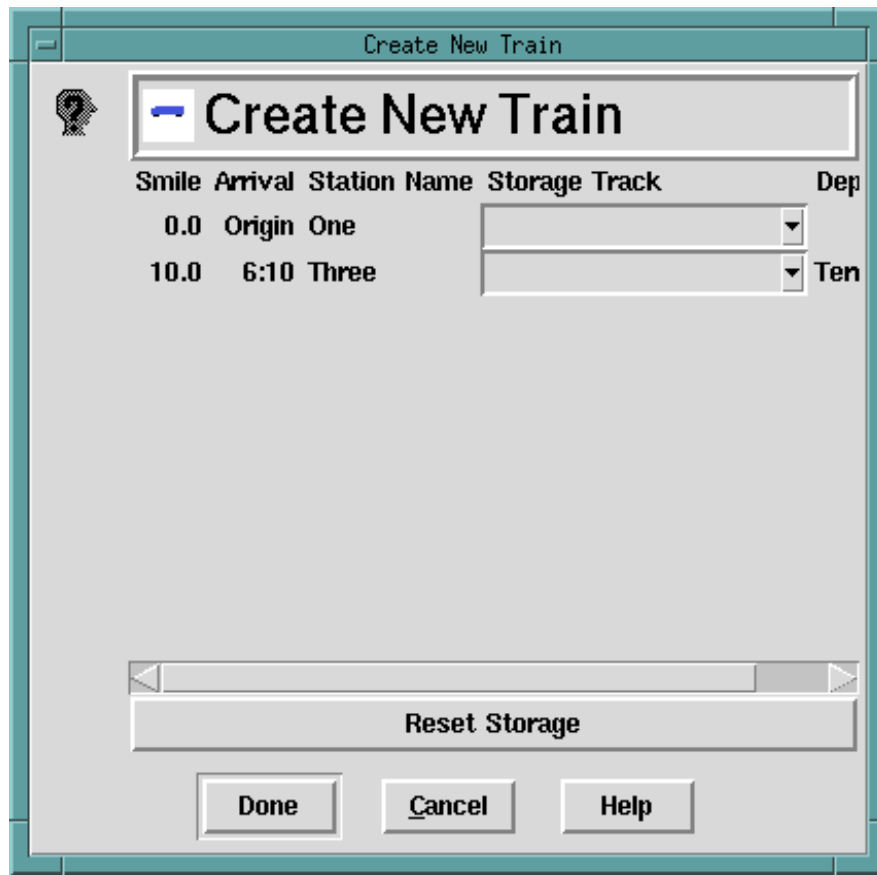 Create New Train
Create New Train
Smile Arrival Station Name Storage Track Dep
0.0 Origin One
10.0 6:10 Three Ten
Reset Storage
Done Cancel Help